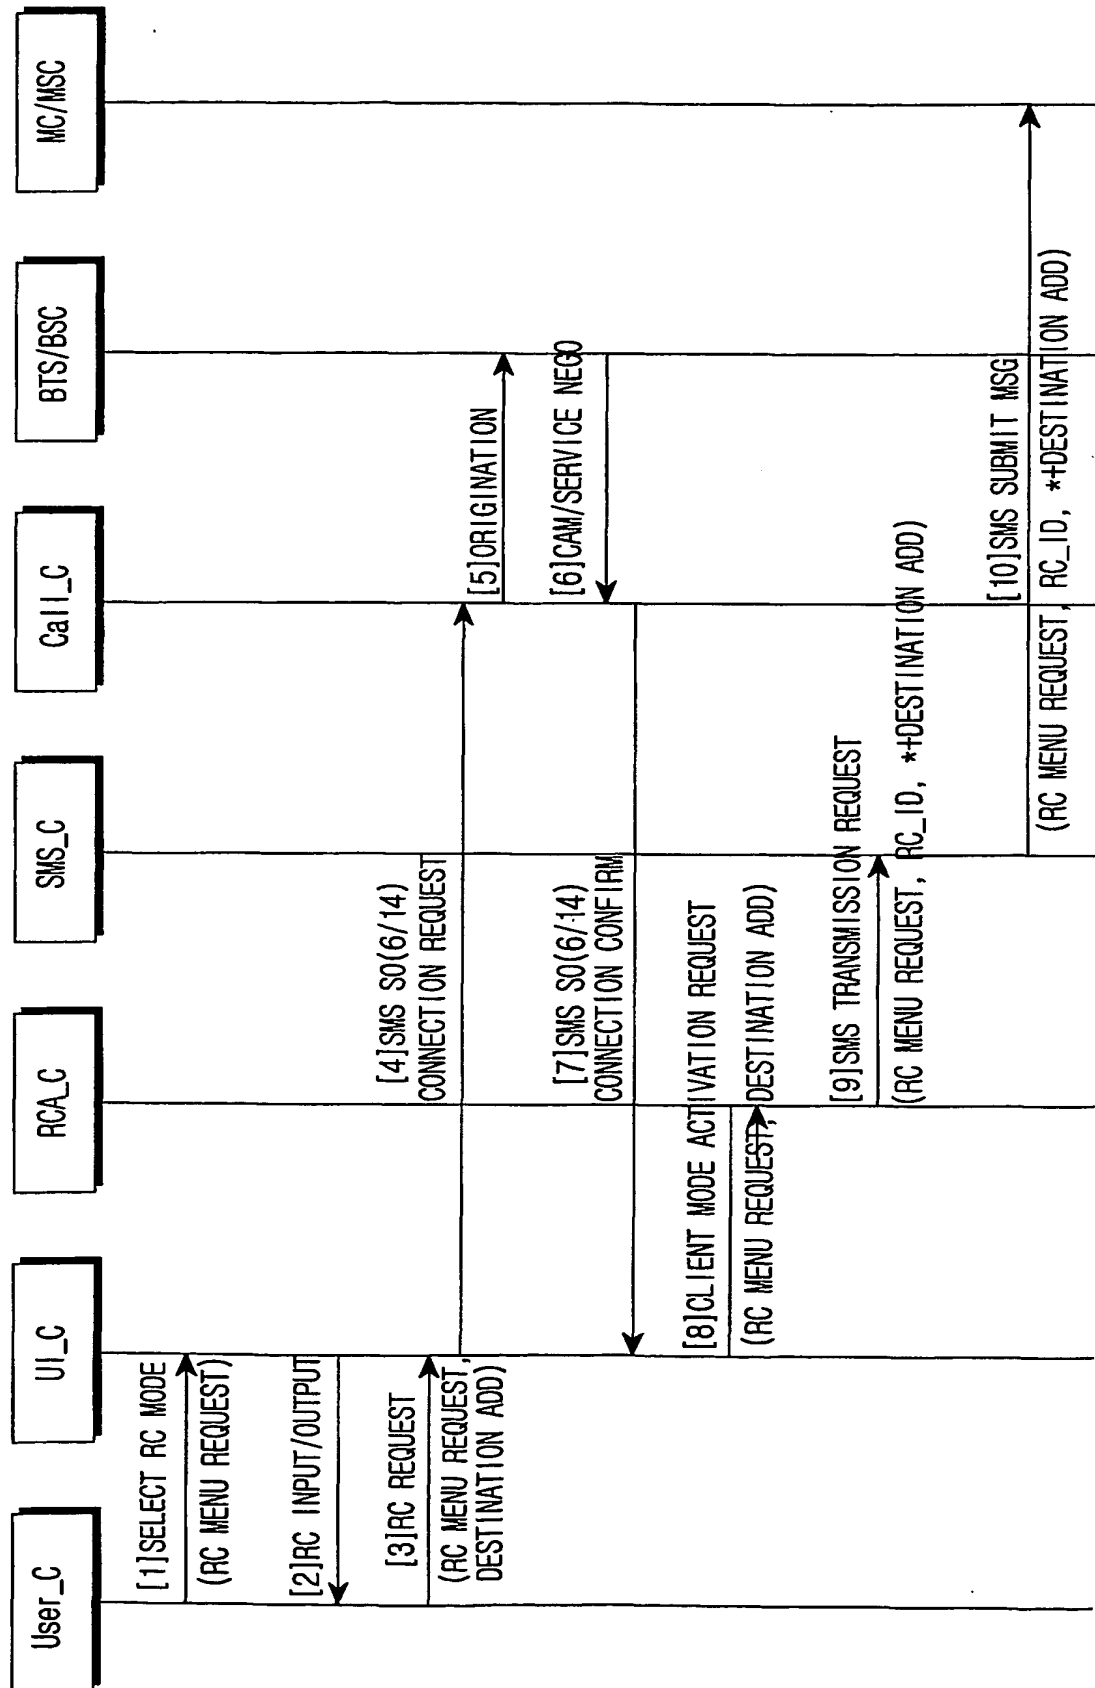 User_C
UI_C
RCA_C
SMS_C
Call_C
BTS/BSC
MC/MSC
[1]SELECT RC MODE
(RC MENU REQUEST)
[2]RC INPUT/OUTPUT
[3]RC REQUEST
(RC MENU REQUEST,
DESTINATION ADD)
[4]SMS SO(6/14)
CONNECTION REQUEST
[5]ORIGINATION
[6]CAM/SERVICE NEGO
[7]SMS SO(6/14)
CONNECTION CONFIRM
[8]CLIENT MODE ACTIVATION REQUEST
(RC MENU REQUEST, DESTINATION ADD)
[9]SMS TRANSMISSION REQUEST
(RC MENU REQUEST, RC_ID, *+DESTINATION ADD)
[10]SMS SUBMIT MSG
(RC MENU REQUEST, RC_ID, *+DESTINATION ADD)